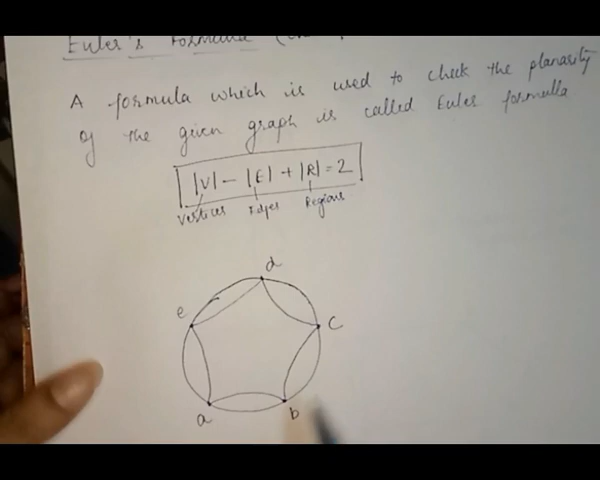 Euler's Formula
A formula which is used to check the planarity
of the given graph is called Euler formulla
|V| - |E| + |R| = 2
Vertices Edges Regions
d
e
c
a
b